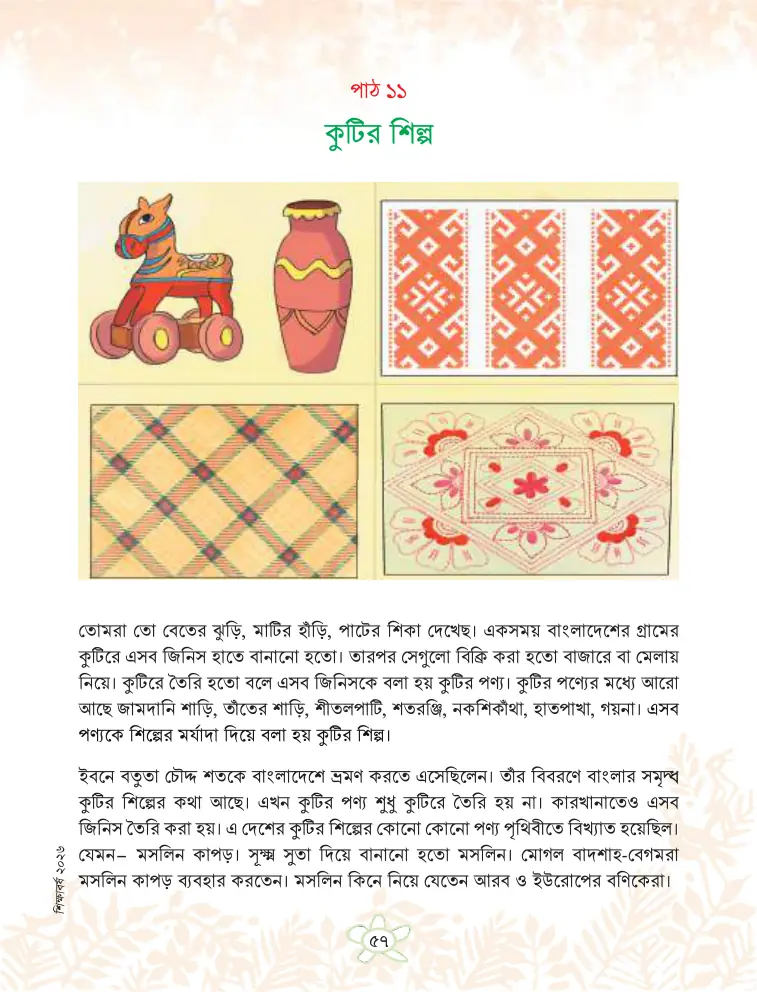 পাঠ ১১
কুটির শিল্প
তোমরা তো বেতের ঝুড়ি, মাটির হাঁড়ি, পাটের শিকা দেখেছ। একসময় বাংলাদেশের গ্রামের
কুটিরে এসব জিনিস হাতে বানানো হতো। তারপর সেগুলো বিক্রি করা হতো বাজারে বা মেলায়
নিয়ে। কুটিরে তৈরি হতো বলে এসব জিনিসকে বলা হয় কুটির পণ্য। কুটির পণ্যের মধ্যে আরো
আছে জামদানি শাড়ি, তাঁতের শাড়ি, শীতলপাটি, শতরঞ্জি, নকশিকাঁথা, হাতপাখা, গয়না। এসব
পণ্যকে শিল্পের মর্যাদা দিয়ে বলা হয় কুটির শিল্প।
ইবনে বতুতা চৌদ্দ শতকে বাংলাদেশে ভ্রমণ করতে এসেছিলেন। তাঁর বিবরণে বাংলার সমৃদ্ধ
কুটির শিল্পের কথা আছে। এখন কুটির পণ্য শুধু কুটিরে তৈরি হয় না। কারখানাতেও এসব
জিনিস তৈরি করা হয়। এ দেশের কুটির শিল্পের কোনো কোনো পণ্য পৃথিবীতে বিখ্যাত হয়েছিল।
যেমন– মসলিন কাপড়। সূক্ষ্ম সুতা দিয়ে বানানো হতো মসলিন। মোগল বাদশাহ-বেগমরা
মসলিন কাপড় ব্যবহার করতেন। মসলিন কিনে নিয়ে যেতেন আরব ও ইউরোপের বণিকেরা।
শিক্ষাবর্ষ ২০২৬
৫৭